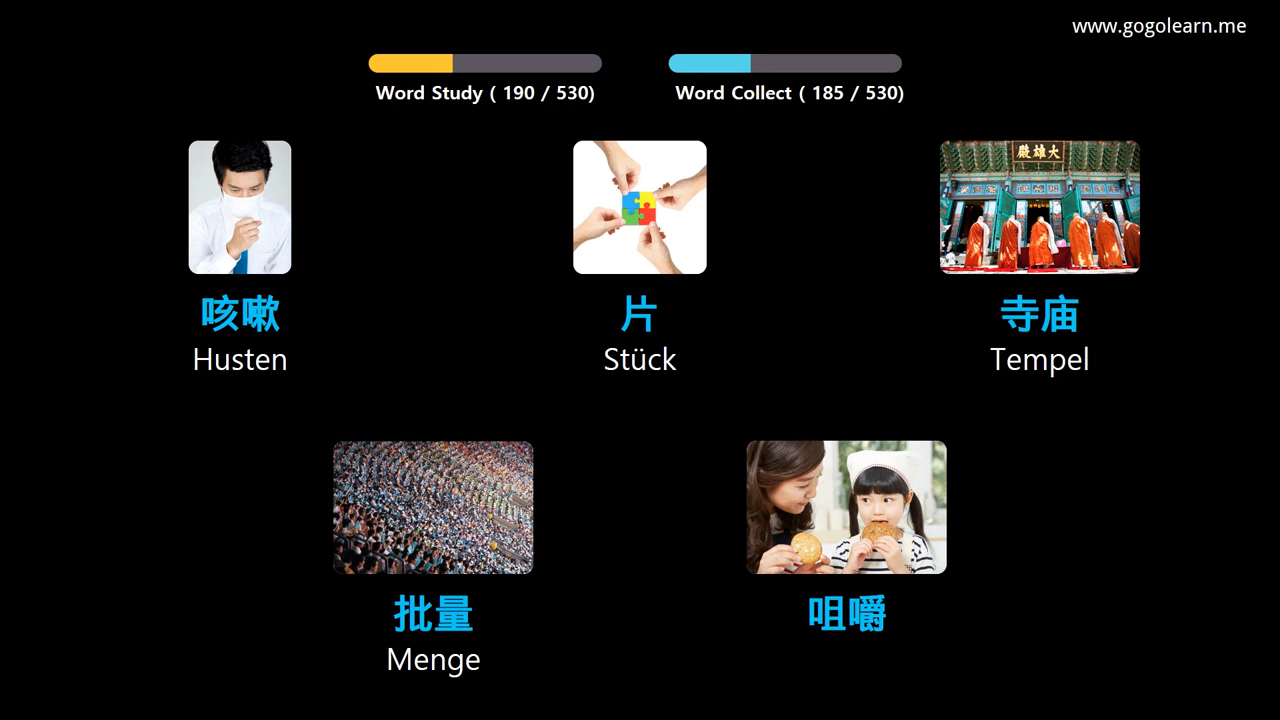 www.gogolearn.me
Word Study ( 190 / 530)
Word Collect ( 185 / 530)
大雄殿
咳嗽
Husten
片
Stück
寺庙
Tempel
批量
Menge
咀嚼